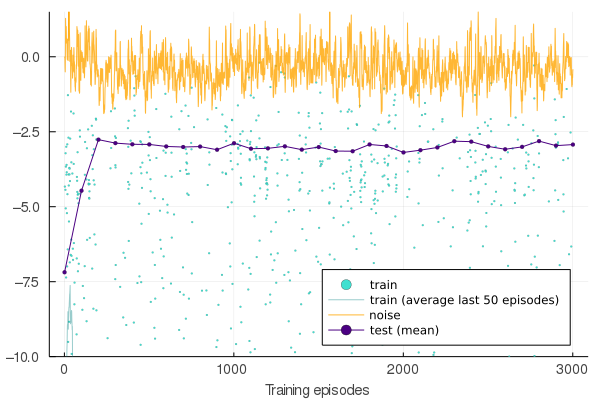 0.0
−2.5
−5.0
−7.5
−10.0
0
1000
2000
3000
Training episodes
train
train (average last 50 episodes)
noise
test (mean)